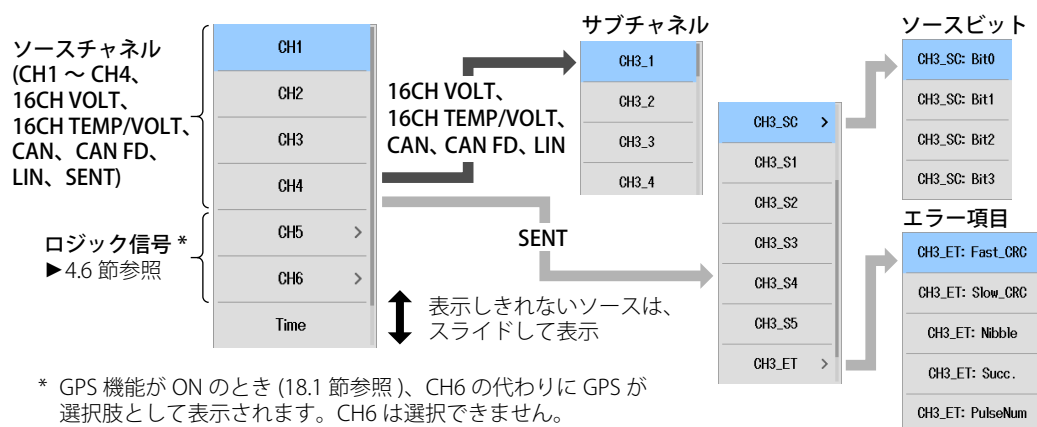 ソースチャネル
(CH1 ～ CH4、
16CH VOLT、
16CH TEMP/VOLT、
CAN、CAN FD、
LIN、SENT)
ロジック信号 *
►4.6 節参照
CH1
CH2
CH3
CH4
CH5 >
CH6 >
Time
16CH VOLT、
16CH TEMP/VOLT、
CAN、CAN FD、LIN
SENT
表示しきれないソースは、
スライドして表示
サブチャネル
CH3_1
CH3_2
CH3_3
CH3_4
CH3_SC >
CH3_S1
CH3_S2
CH3_S3
CH3_S4
CH3_S5
CH3_ET >
ソースビット
CH3_SC: Bit0
CH3_SC: Bit1
CH3_SC: Bit2
CH3_SC: Bit3
エラー項目
CH3_ET: Fast_CRC
CH3_ET: Slow_CRC
CH3_ET: Nibble
CH3_ET: Succ.
CH3_ET: PulseNum
* GPS 機能が ON のとき (18.1 節参照 )、CH6 の代わりに GPS が
選択肢として表示されます。CH6 は選択できません。